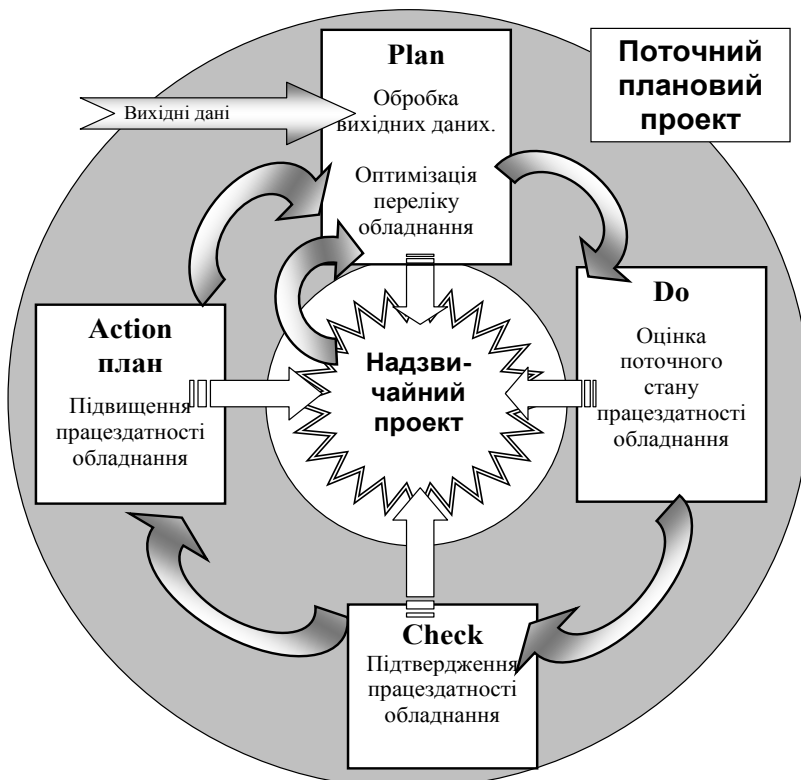 Plan
Обробка
вихідних даних.
Оптимізація
переліку
обладнання
Поточний
плановий
проект
Вихідні дані
Do
Оцінка
поточного
стану
працездатності
обладнання
Action
план
Підвищення
працездатності
обладнання
Надзви-
чайний
проект
Check
Підтвердження
працездатності
обладнання